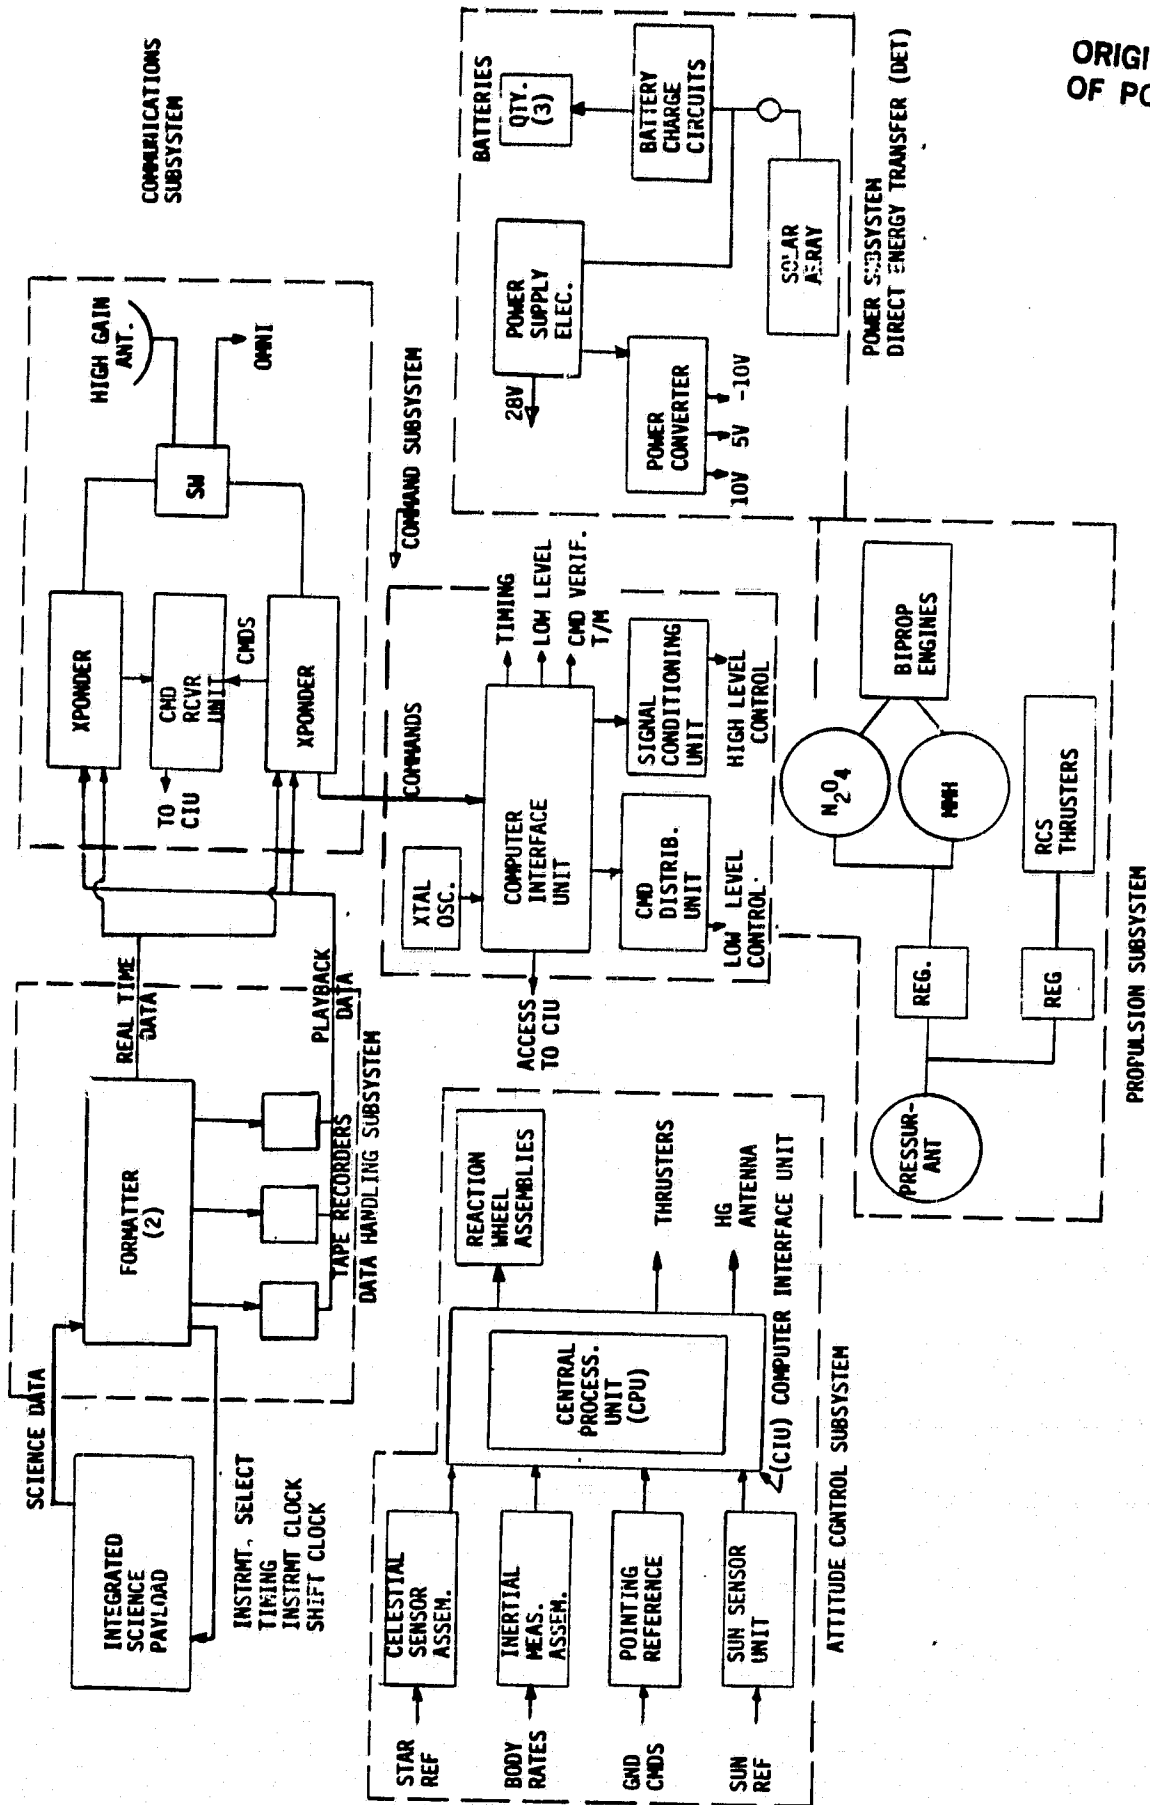 ORIGI
OF PO
COMMUNICATIONS
SUBSYSTEM
HIGH GAIN
ANT.
OMNI
SW
XPONDER
CMD
RCVR
UNIT
CMDS
XPONDER
TO
CIU
REAL TIME
DATA
PLAYBACK
DATA
FORMATTER
(2)
TAPE RECORDERS
DATA HANDLING SUBSYSTEM
SCIENCE DATA
INTEGRATED
SCIENCE
PAYLOAD
INSTRMT. SELECT
TIMING
INSTRMT CLOCK
SHIFT CLOCK
COMMAND SUBSYSTEM
COMMANDS
XTAL
OSC.
COMPUTER
INTERFACE
UNIT
TIMING
LOW LEVEL
CMD VERIF.
T/M
SIGNAL
CONDITIONING
UNIT
HIGH LEVEL
CONTROL
CMD
DISTRIB.
UNIT
LOW LEVEL
CONTROL
ACCESS
TO CIU
BATTERIES
QTY.
(3)
BATTERY
CHARGE
CIRCUITS
POWER
SUPPLY
ELEC.
28V
POWER
CONVERTER
10V
5V
-10V
SOLAR
ARRAY
POWER SUBSYSTEM
DIRECT ENERGY TRANSFER (DET)
STAR
REF
BODY
RATES
GND
CMDS
SUN
REF
CELESTIAL
SENSOR
ASSEM.
INERTIAL
MEAS.
ASSEM.
POINTING
REFERENCE
SUN SENSOR
UNIT
CENTRAL
PROCESS.
UNIT
(CPU)
(CIU) COMPUTER INTERFACE UNIT
REACTION
WHEEL
ASSEMBLIES
THRUSTERS
HG
ANTENNA
ATTITUDE CONTROL SUBSYSTEM
PRESSUR-
ANT
REG.
REG
N2O4
MMH
BIPROP
ENGINES
RCS
THRUSTERS
PROPULSION SUBSYSTEM